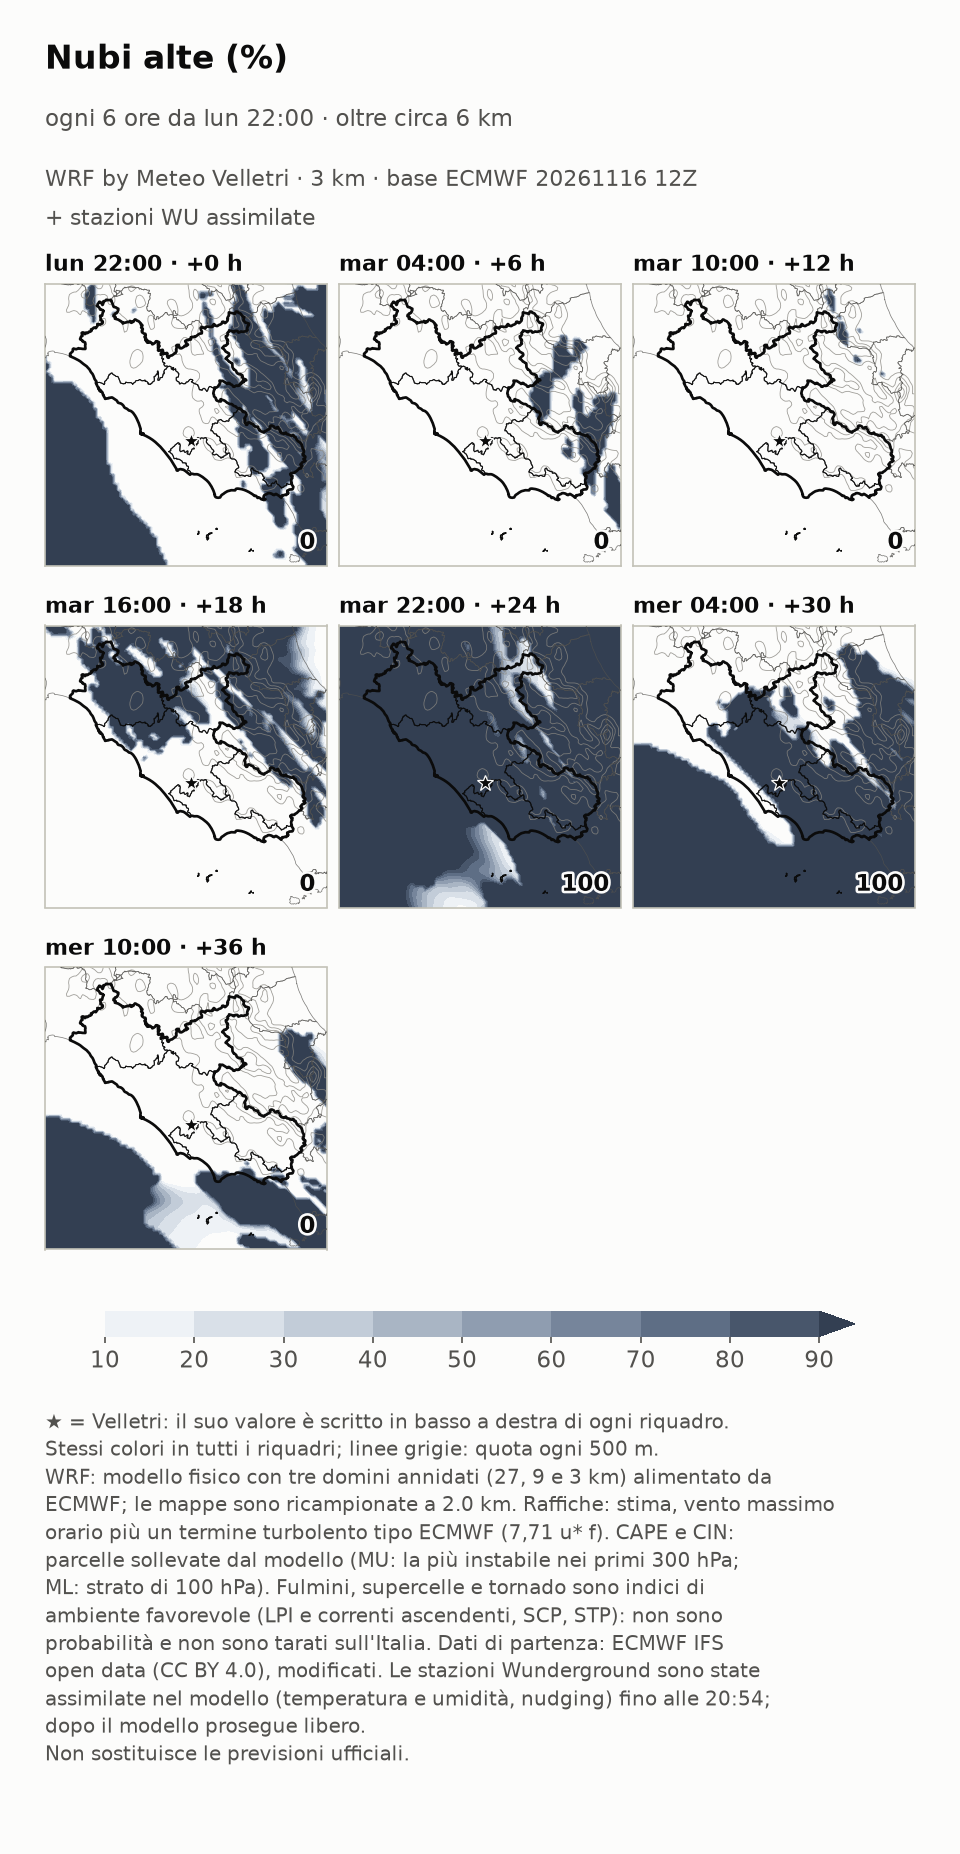 Nubi alte (%)
ogni 6 ore da lun 22:00 · oltre circa 6 km
WRF by Meteo Velletri · 3 km · base ECMWF 20261116 12Z
+ stazioni WU assimilate
lun 22:00 · +0 h
mar 04:00 · +6 h
mar 10:00 · +12 h
0
0
0
mar 16:00 · +18 h
mar 22:00 · +24 h
mer 04:00 · +30 h
0
100
100
mer 10:00 · +36 h
0
10 20 30 40 50 60 70 80 90
★ = Velletri: il suo valore è scritto in basso a destra di ogni riquadro.
Stessi colori in tutti i riquadri; linee grigie: quota ogni 500 m.
WRF: modello fisico con tre domini annidati (27, 9 e 3 km) alimentato da
ECMWF; le mappe sono ricampionate a 2.0 km. Raffiche: stima, vento massimo
orario più un termine turbolento tipo ECMWF (7,71 u* f). CAPE e CIN:
parcelle sollevate dal modello (MU: la più instabile nei primi 300 hPa;
ML: strato di 100 hPa). Fulmini, supercelle e tornado sono indici di
ambiente favorevole (LPI e correnti ascendenti, SCP, STP): non sono
probabilità e non sono tarati sull'Italia. Dati di partenza: ECMWF IFS
open data (CC BY 4.0), modificati. Le stazioni Wunderground sono state
assimilate nel modello (temperatura e umidità, nudging) fino alle 20:54;
dopo il modello prosegue libero.
Non sostituisce le previsioni ufficiali.